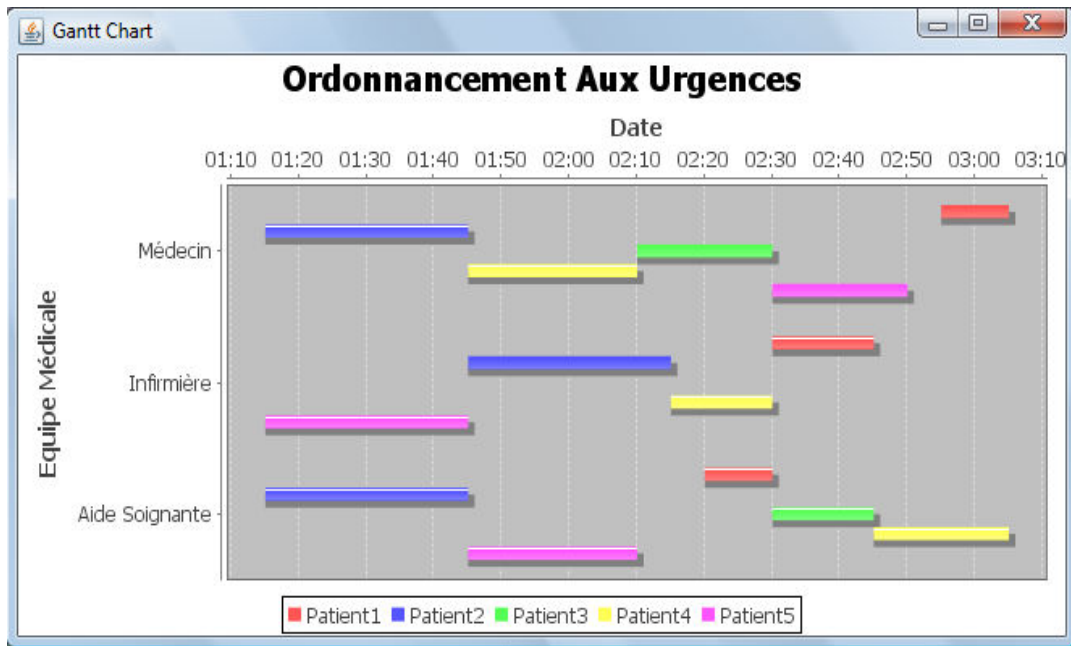 Gantt Chart
Ordonnancement Aux Urgences
Date
01:10 01:20 01:30 01:40 01:50 02:00 02:10 02:20 02:30 02:40 02:50 03:00 03:10
Equipe Médicale
Médecin
Infirmière
Aide Soignante
Patient1 Patient2 Patient3 Patient4 Patient5